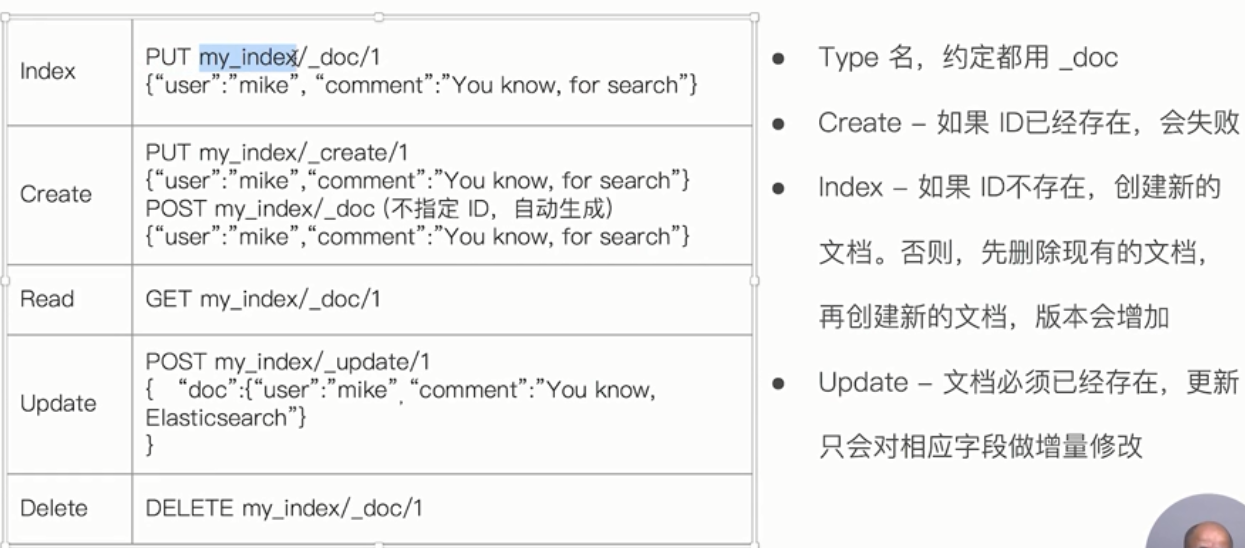 Index
PUT my_index/_doc/1
{“user”:”mike”, “comment”:”You know, for search”}
Create
PUT my_index/_create/1
{“user”:”mike”,“comment”:”You know, for search”}
POST my_index/_doc (不指定 ID，自动生成)
{“user”:”mike”,“comment”:”You know, for search”}
Read
GET my_index/_doc/1
Update
POST my_index/_update/1
{ “doc”:{“user”:”mike”, “comment”:”You know,
Elasticsearch”}
}
Delete
DELETE my_index/_doc/1
● Type 名，约定都用 _doc
● Create – 如果 ID已经存在，会失败
● Index – 如果 ID不存在，创建新的
文档。否则，先删除现有的文档，
再创建新的文档，版本会增加
● Update – 文档必须已经存在，更新
只会对相应字段做增量修改